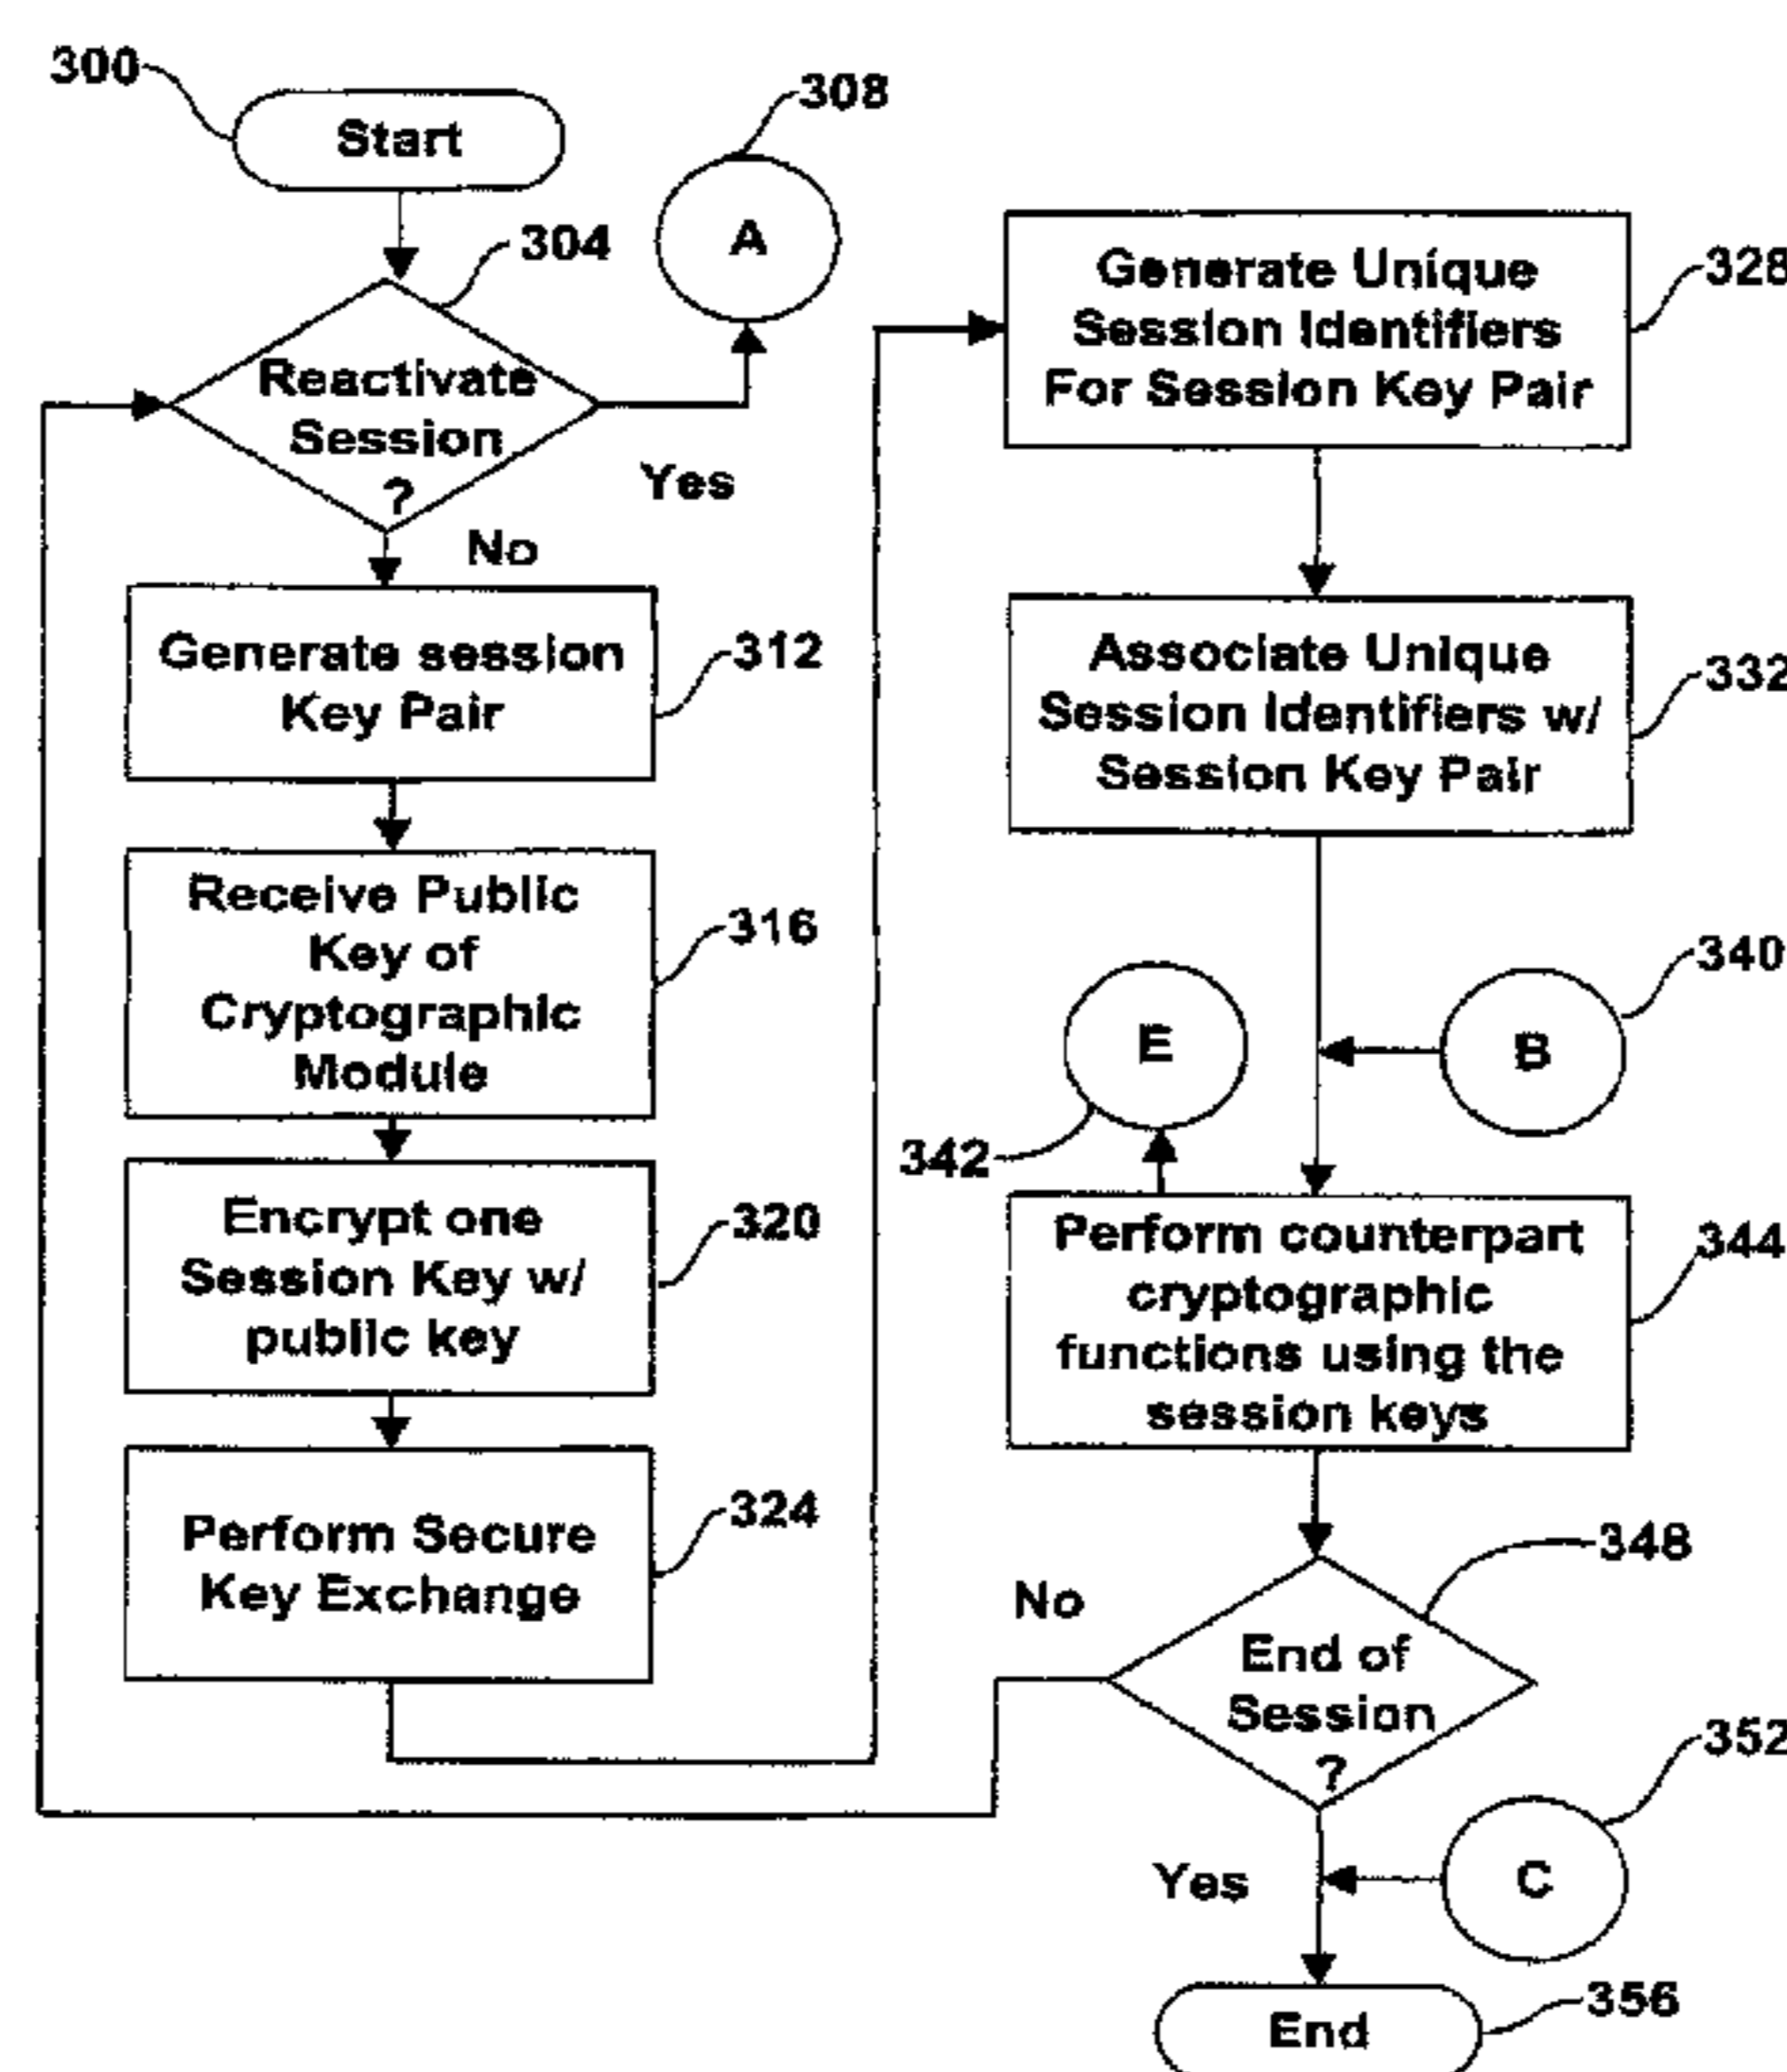 300
Start
308
A
304
Reactivate
Session
?
Yes
No
Generate session
Key Pair
312
Receive Public
Key of
Cryptographic
Module
316
Encrypt one
Session Key w/
public key
320
Perform Secure
Key Exchange
324
Generate Unique
Session Identifiers
For Session Key Pair
328
Associate Unique
Session Identifiers w/
Session Key Pair
332
340
B
E
342
Perform counterpart
cryptographic
functions using the
session keys
344
348
No
End of
Session
?
352
Yes
C
End
356